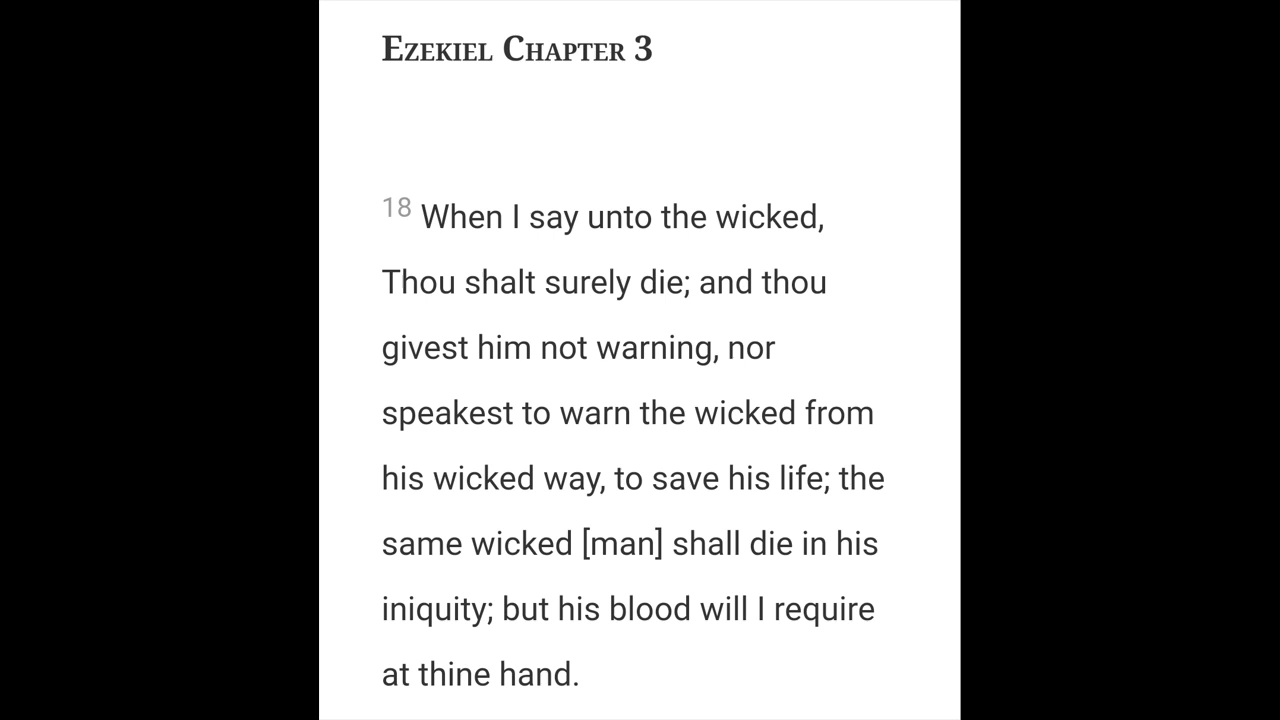 Ezekiel Chapter 3
18 When I say unto the wicked,
Thou shalt surely die; and thou
givest him not warning, nor
speakest to warn the wicked from
his wicked way, to save his life; the
same wicked [man] shall die in his
iniquity; but his blood will I require
at thine hand.